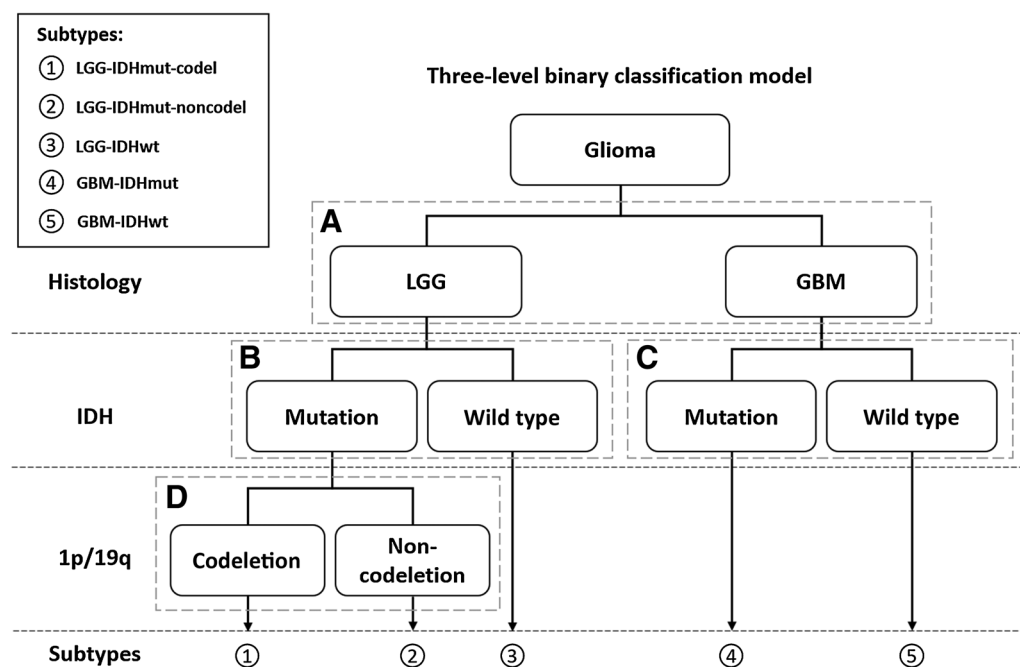 Subtypes:
① LGG-IDHmut-codel
② LGG-IDHmut-noncodel
③ LGG-IDHwt
④ GBM-IDHmut
⑤ GBM-IDHwt
Three-level binary classification model
Glioma
A
Histology
LGG
GBM
B
C
IDH
Mutation
Wild type
Mutation
Wild type
D
1p/19q
Codeletion
Non-
codeletion
Subtypes
① ② ③ ④ ⑤